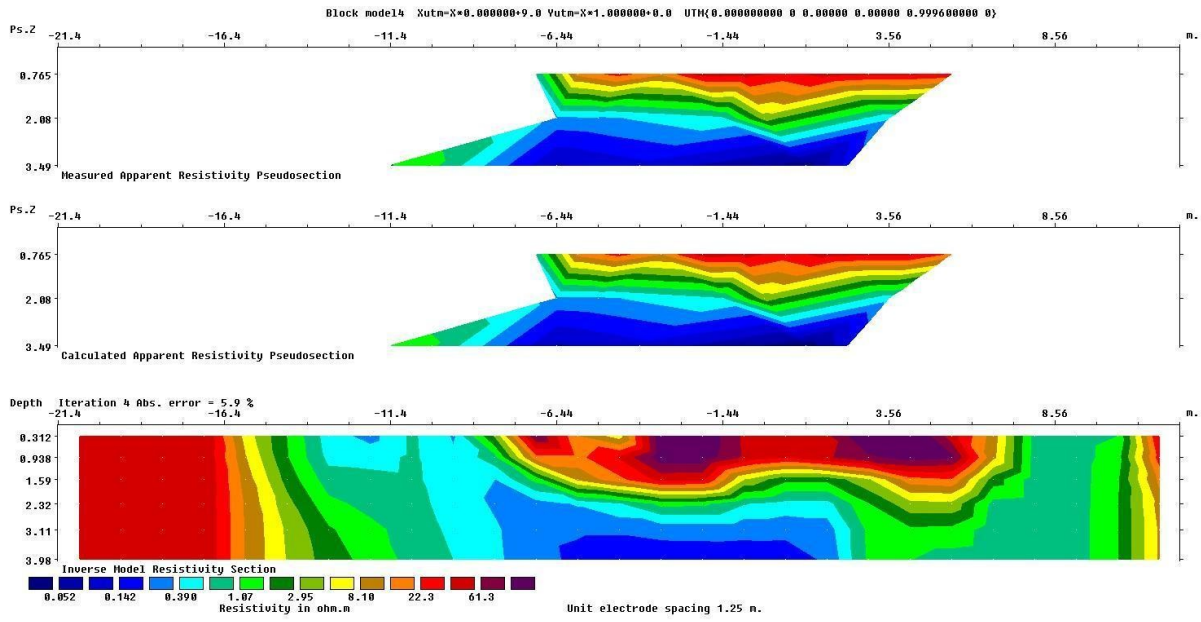 Block model4 Xutm=X*0.000000+9.0 Yutm=X*1.000000+0.0 UTM{0.000000000 0 0.00000 0.00000 0.999600000 0}
Ps.Z -21.4 -16.4 -11.4 -6.44 -1.44 3.56 8.56 m.
0.765
2.08
3.49
Measured Apparent Resistivity Pseudosection
Ps.Z -21.4 -16.4 -11.4 -6.44 -1.44 3.56 8.56 m.
0.765
2.08
3.49
Calculated Apparent Resistivity Pseudosection
Depth Iteration 4 Abs. error = 5.9 %
-21.4 -16.4 -11.4 -6.44 -1.44 3.56 8.56 m.
0.312
0.938
1.59
2.32
3.11
3.98
Inverse Model Resistivity Section
0.052 0.142 0.390 1.07 2.95 8.10 22.3 61.3
Resistivity in ohm.m Unit electrode spacing 1.25 m.